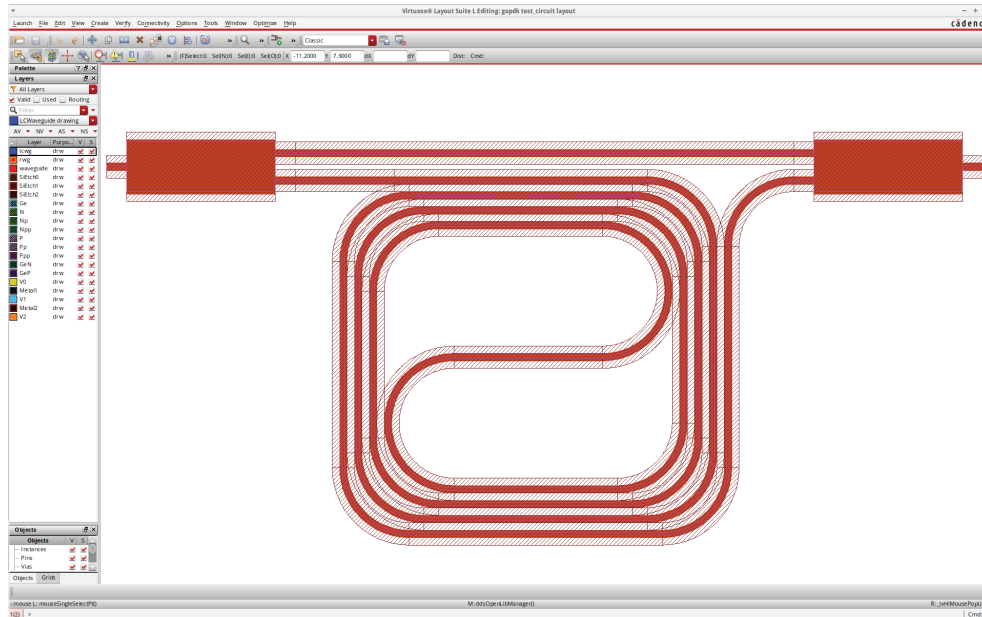 Virtuoso® Layout Suite L Editing: gopdk test_circuit layout
Launch File Edit View Create Verify Connectivity Options Tools Window Optimize Help
cādence
» » » Classic
» (F)Select:0 Sel(N):0 Sel(I):0 Sel(O):0 X -11.2000 Y 7.9000 dX dY Dist: Cmd:
Palette
Layers
All Layers
Valid Used Routing
Filter
LCWaveguide drawing
AV NV AS NS
Layer Purpo... V S
lcwg drw
rwg drw
waveguide drw
SiEtch0 drw
SiEtch1 drw
SiEtch2 drw
Ge drw
N drw
Np drw
Npp drw
P drw
Pp drw
Ppp drw
GeN drw
GeP drw
V0 drw
Metal1 drw
V1 drw
Metal2 drw
V2 drw
Objects
Objects V S
Instances
Pins
Vias
Objects Grids
mouse L: mouseSingleSelectPt() M:ddsOpenLibManager() R: _lxHiMousePopU
1(2) > Cmd: